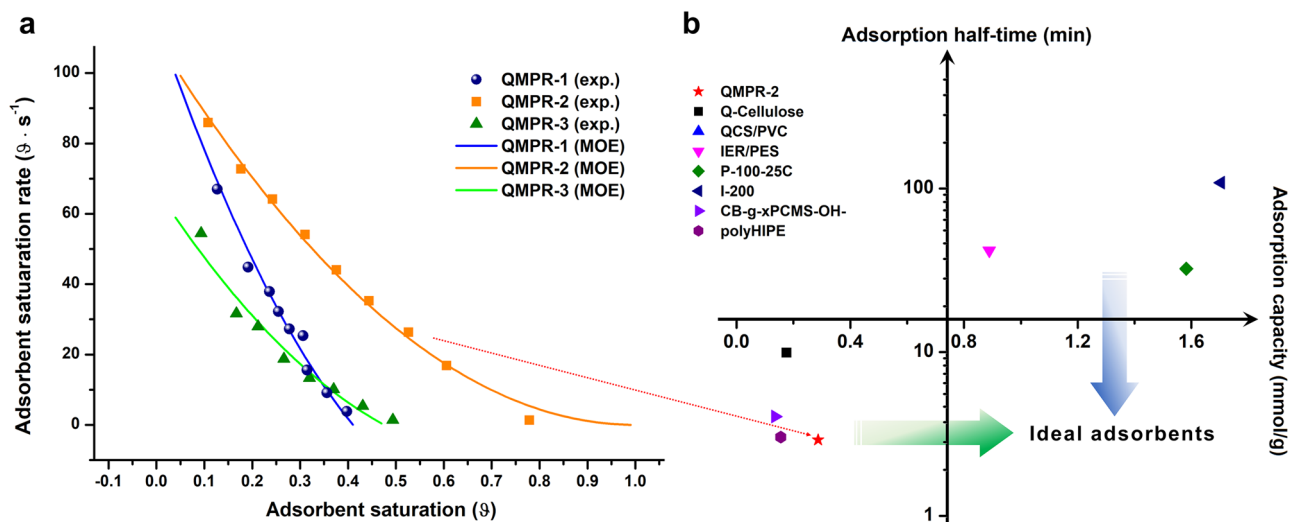 a
Adsorbent satuaration rate (ϑ · s⁻¹)
100
80
60
40
20
0
-0.1 0.0 0.1 0.2 0.3 0.4 0.5 0.6 0.7 0.8 0.9 1.0
Adsorbent saturation (ϑ)
QMPR-1 (exp.)
QMPR-2 (exp.)
QMPR-3 (exp.)
QMPR-1 (MOE)
QMPR-2 (MOE)
QMPR-3 (MOE)
b
Adsorption half-time (min)
QMPR-2
Q-Cellulose
QCS/PVC
IER/PES
P-100-25C
I-200
CB-g-xPCMS-OH-
polyHIPE
100
10
1
0.0 0.4 0.8 1.2 1.6
Adsorption capacity (mmol/g)
Ideal adsorbents